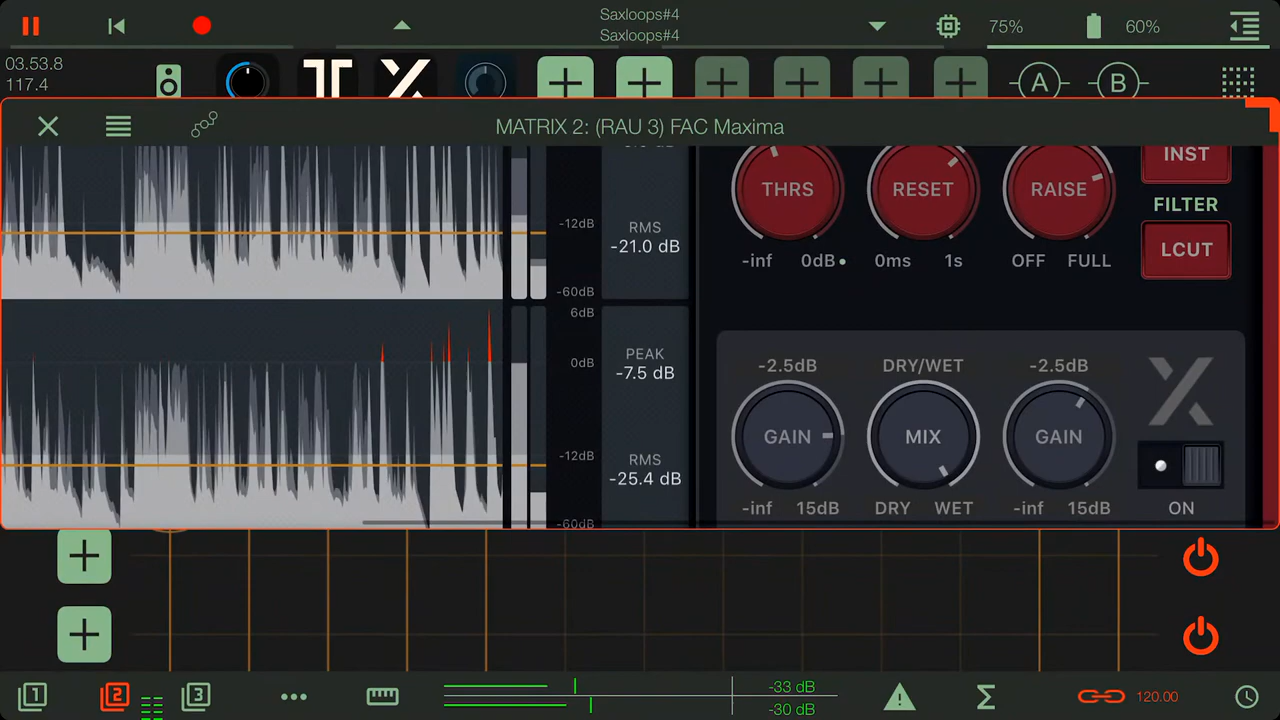 Saxloops#4
Saxloops#4
75%
60%
03.53.8
117.4
A
B
MATRIX 2: (RAU 3) FAC Maxima
-12dB
-60dB
6dB
0dB
-12dB
-60dB
RMS
-21.0 dB
PEAK
-7.5 dB
RMS
-25.4 dB
THRS
RESET
RAISE
INST
-inf
0dB
0ms
1s
OFF
FULL
FILTER
LCUT
-2.5dB
DRY/WET
-2.5dB
GAIN
MIX
GAIN
-inf
15dB
DRY
WET
-inf
15dB
ON
1
2
3
-33 dB
-30 dB
120.00